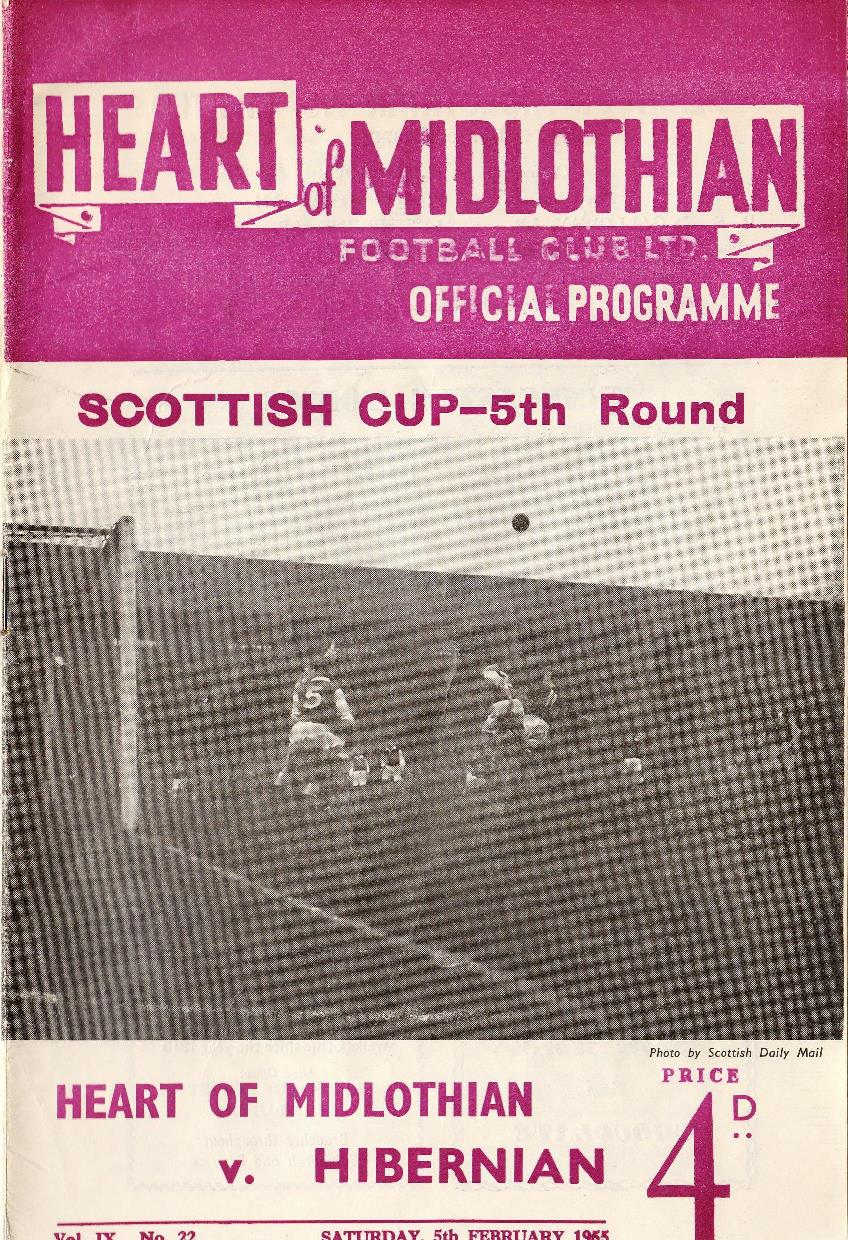 HEART
of MIDLOTHIAN
FOOTBALL CLUB LTD.
OFFICIAL PROGRAMME
SCOTTISH CUP-5th Round
5
Photo by Scottish Daily Mail
PRICE
4D
HEART OF MIDLOTHIAN
v. HIBERNIAN
Vol. IX No. 22 SATURDAY, 5th FEBRUARY 1955